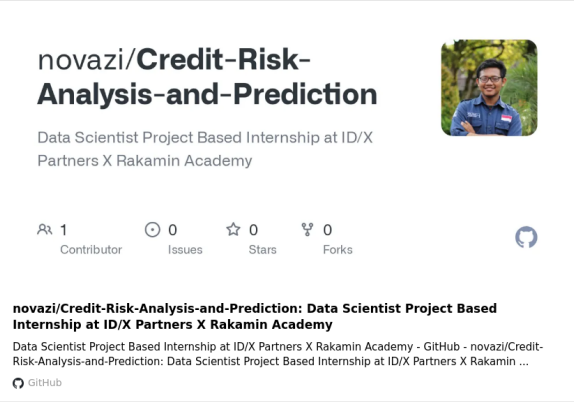 novazi/Credit-Risk-
Analysis-and-Prediction
Data Scientist Project Based Internship at ID/X
Partners X Rakamin Academy
1
Contributor
0
Issues
0
Stars
0
Forks
novazi/Credit-Risk-Analysis-and-Prediction: Data Scientist Project Based
Internship at ID/X Partners X Rakamin Academy
Data Scientist Project Based Internship at ID/X Partners X Rakamin Academy - GitHub - novazi/Credit-
Risk-Analysis-and-Prediction: Data Scientist Project Based Internship at ID/X Partners X Rakamin ...
GitHub